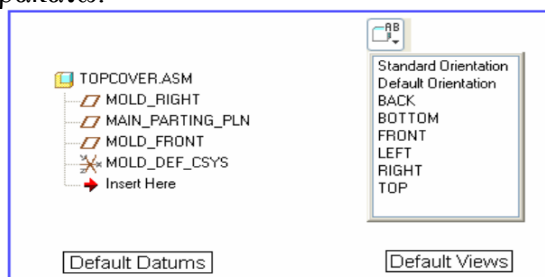 TOPCOVER.ASM
MOLD_RIGHT
MAIN_PARTING_PLN
MOLD_FRONT
MOLD_DEF_CSYS
Insert Here
Default Datums
AB
Standard Orientation
Default Orientation
BACK
BOTTOM
FRONT
LEFT
RIGHT
TOP
Default Views